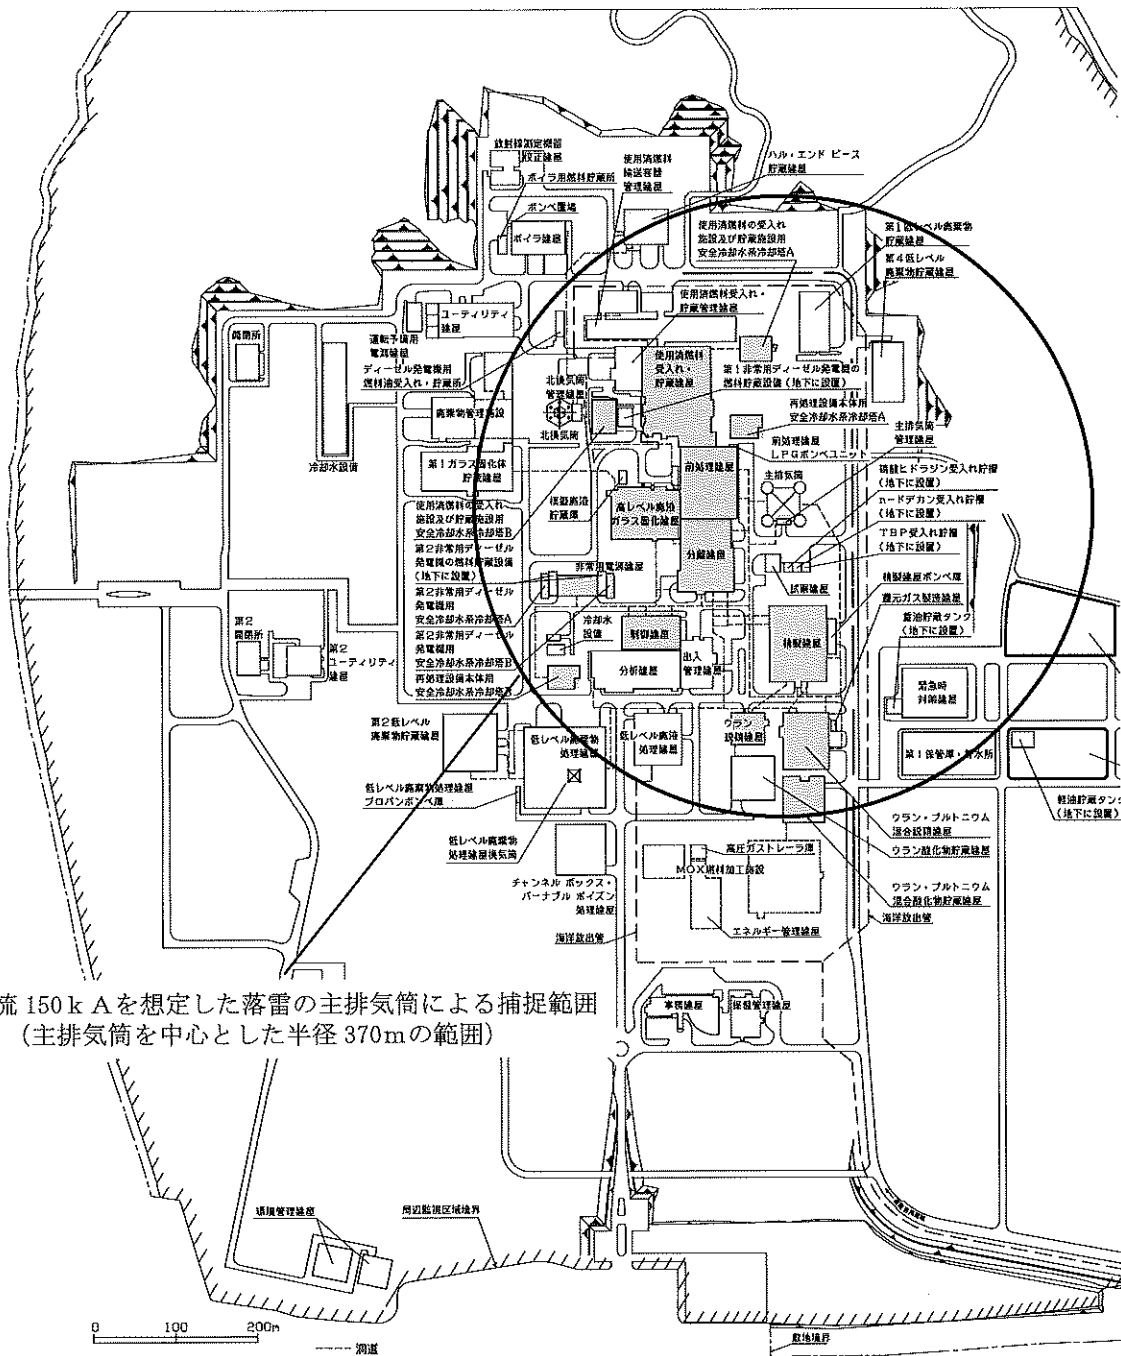 放射線測定機器
校正建屋
ボイラ用燃料貯蔵所
ボンベ置場
ボイラ建屋
使用済燃料
輸送容器
管理建屋
ハル・エンド ピース
貯蔵建屋
使用済燃料の受入れ
施設及び貯蔵施設用
安全冷却水系冷却塔A
第1低レベル廃棄物
貯蔵建屋
第4低レベル
廃棄物貯蔵建屋
使用済燃料受入れ・
貯蔵管理建屋
ユーティリティ
建屋
開閉所
運転予備用
電源建屋
ディーゼル発電機用
燃料油受入れ・貯蔵所
使用済燃料
受入れ・
貯蔵建屋
第1非常用ディーゼル発電機の
燃料貯蔵設備(地下に設置)
北換気筒
管理建屋
再処理設備本体用
安全冷却水系冷却塔A
廃棄物管理施設
北換気筒
主排気筒
管理建屋
前処理建屋
LPGボンベユニット
冷却水設備
第1ガラス固化体
貯蔵建屋
前処理建屋
主排気筒
硝酸ヒドラジン受入れ貯槽
(地下に設置)
模擬廃液
貯蔵庫
高レベル廃液
ガラス固化建屋
n-ドデカン受入れ貯槽
(地下に設置)
使用済燃料の受入れ
施設及び貯蔵施設用
安全冷却水系冷却塔B
TBP受入れ貯槽
(地下に設置)
第2非常用ディーゼル
発電機の燃料貯蔵設備
(地下に設置)
非常用電源建屋
分離建屋
試薬建屋
精製建屋ボンベ庫
還元ガス製造建屋
第2非常用ディーゼル
発電機用
安全冷却水系冷却塔A
重油貯蔵タンク
(地下に設置)
第2
開閉所
第2
ユーティリティ
建屋
第2非常用ディーゼル
発電機用
安全冷却水系冷却塔B
冷却水
設備
制御建屋
精製建屋
再処理設備本体用
安全冷却水系冷却塔B
分析建屋
出入
管理建屋
緊急時
対策建屋
第2低レベル
廃棄物貯蔵建屋
低レベル廃棄物
処理建屋
低レベル廃液
処理建屋
ウラン
脱硝建屋
第1保管庫・貯水所
低レベル廃棄物処理建屋
プロパンボンベ庫
軽油貯蔵タンク
(地下に設置)
ウラン・プルトニウム
混合脱硝建屋
低レベル廃棄物
処理建屋換気筒
高圧ガストレーラ庫
ウラン酸化物貯蔵建屋
MOX燃料加工施設
チャンネル ボックス・
バーナブル ポイズン
処理建屋
ウラン・プルトニウム
混合酸化物貯蔵建屋
海洋放出管
エネルギー管理建屋
海洋放出管
流 150kAを想定した落雷の主排気筒による捕捉範囲
(主排気筒を中心とした半径 370mの範囲)
事務建屋
保健管理建屋
環境管理建屋
周辺監視区域境界
0 100 200m
洞道
敷地境界